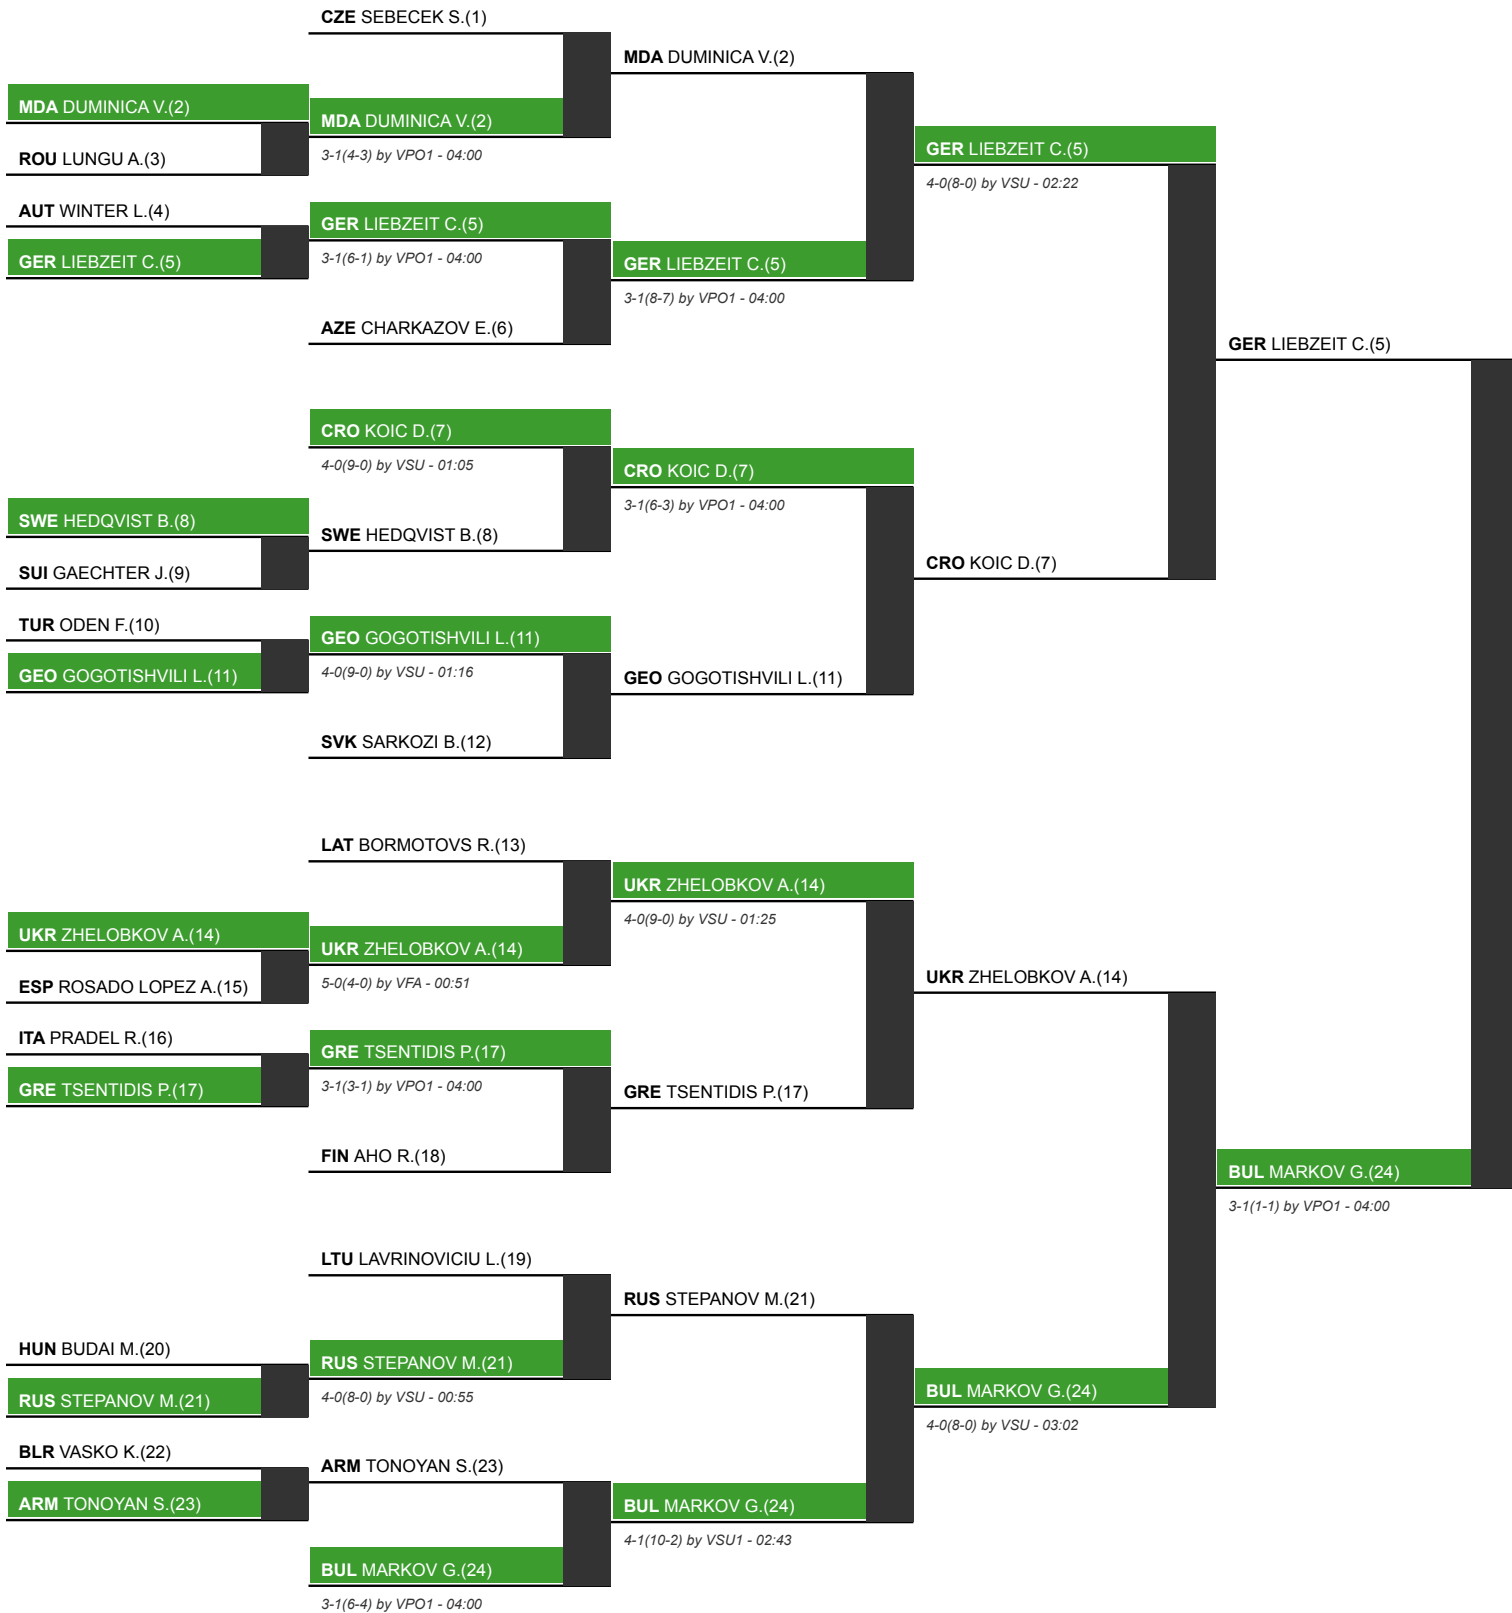 CZE SEBECEK S.(1)
MDA DUMINICA V.(2)
MDA DUMINICA V.(2)
MDA DUMINICA V.(2)
3-1(4-3) by VPO1 - 04:00
ROU LUNGU A.(3)
GER LIEBZEIT C.(5)
4-0(8-0) by VSU - 02:22
AUT WINTER L.(4)
GER LIEBZEIT C.(5)
3-1(6-1) by VPO1 - 04:00
GER LIEBZEIT C.(5)
GER LIEBZEIT C.(5)
3-1(8-7) by VPO1 - 04:00
AZE CHARKAZOV E.(6)
GER LIEBZEIT C.(5)
CRO KOIC D.(7)
4-0(9-0) by VSU - 01:05
CRO KOIC D.(7)
3-1(6-3) by VPO1 - 04:00
SWE HEDQVIST B.(8)
SWE HEDQVIST B.(8)
SUI GAECHTER J.(9)
CRO KOIC D.(7)
TUR ODEN F.(10)
GEO GOGOTISHVILI L.(11)
4-0(9-0) by VSU - 01:16
GEO GOGOTISHVILI L.(11)
GEO GOGOTISHVILI L.(11)
SVK SARKOZI B.(12)
LAT BORMOTOVS R.(13)
UKR ZHELOBKOV A.(14)
4-0(9-0) by VSU - 01:25
UKR ZHELOBKOV A.(14)
UKR ZHELOBKOV A.(14)
5-0(4-0) by VFA - 00:51
ESP ROSADO LOPEZ A.(15)
UKR ZHELOBKOV A.(14)
ITA PRADEL R.(16)
GRE TSENTIDIS P.(17)
3-1(3-1) by VPO1 - 04:00
GRE TSENTIDIS P.(17)
GRE TSENTIDIS P.(17)
FIN AHO R.(18)
BUL MARKOV G.(24)
3-1(1-1) by VPO1 - 04:00
LTU LAVRINOVICIU L.(19)
RUS STEPANOV M.(21)
HUN BUDAI M.(20)
RUS STEPANOV M.(21)
4-0(8-0) by VSU - 00:55
RUS STEPANOV M.(21)
BUL MARKOV G.(24)
4-0(8-0) by VSU - 03:02
BLR VASKO K.(22)
ARM TONOYAN S.(23)
ARM TONOYAN S.(23)
BUL MARKOV G.(24)
4-1(10-2) by VSU1 - 02:43
BUL MARKOV G.(24)
3-1(6-4) by VPO1 - 04:00